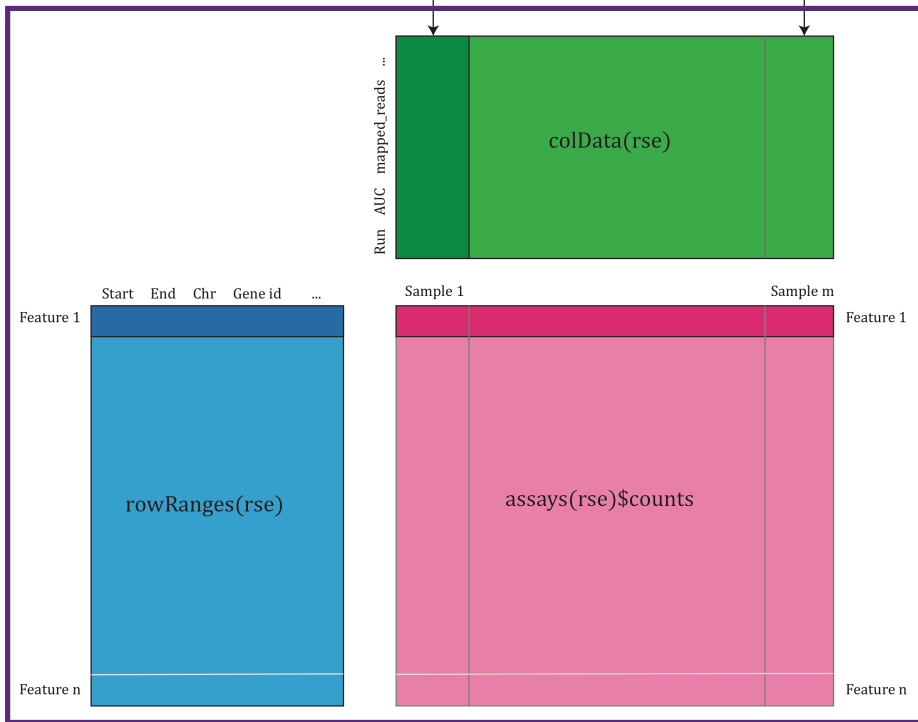 Run AUC mapped_reads ...
colData(rse)
Start End Chr Gene id ...
Sample 1 Sample m
Feature 1
Feature 1
rowRanges(rse)
assays(rse)$counts
Feature n
Feature n